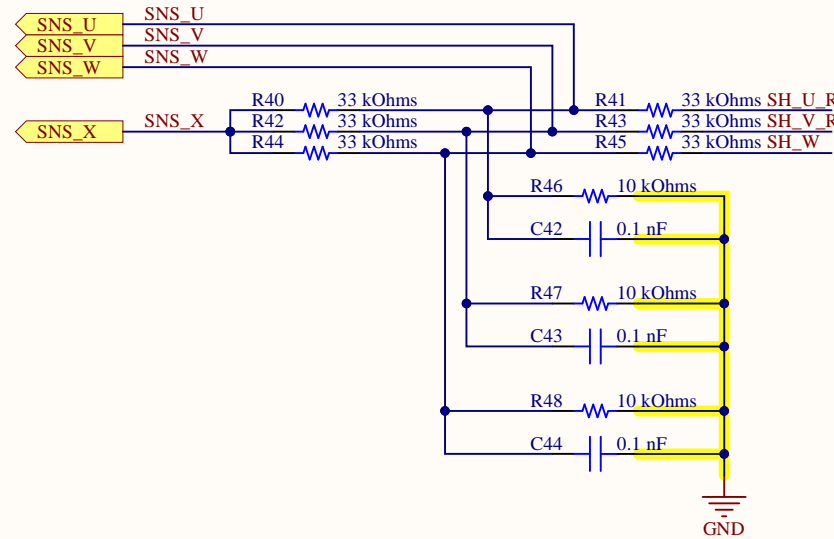 SNS_U SNS_U
SNS_V SNS_V
SNS_W SNS_W
R40 33 kOhms R41 33 kOhms SH_U_R
SNS_X SNS_X R42 33 kOhms R43 33 kOhms SH_V_R
R44 33 kOhms R45 33 kOhms SH_W
R46 10 kOhms
C42 0.1 nF
R47 10 kOhms
C43 0.1 nF
R48 10 kOhms
C44 0.1 nF
GND